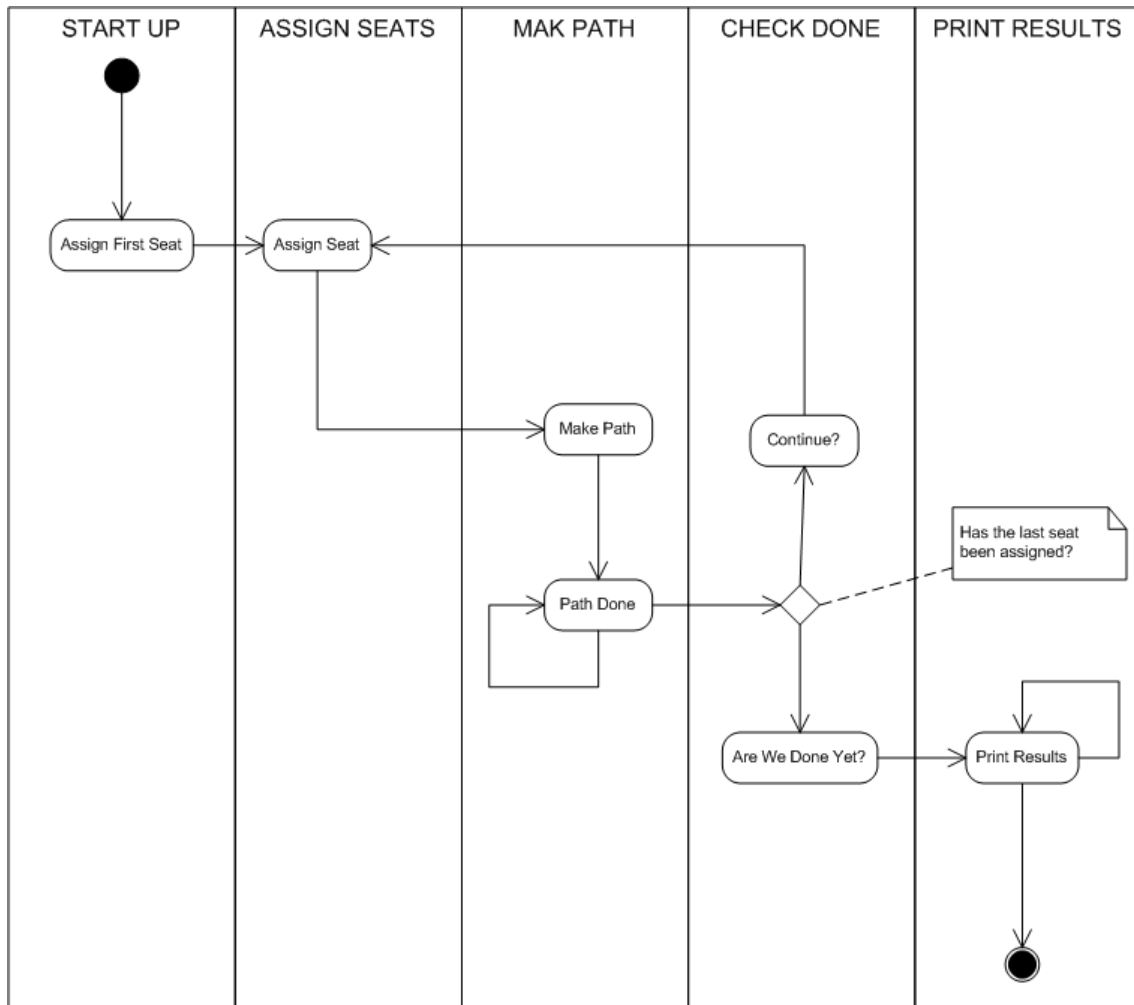 START UP
ASSIGN SEATS
MAK PATH
CHECK DONE
PRINT RESULTS
Assign First Seat
Assign Seat
Make Path
Continue?
Has the last seat
been assigned?
Path Done
Are We Done Yet?
Print Results